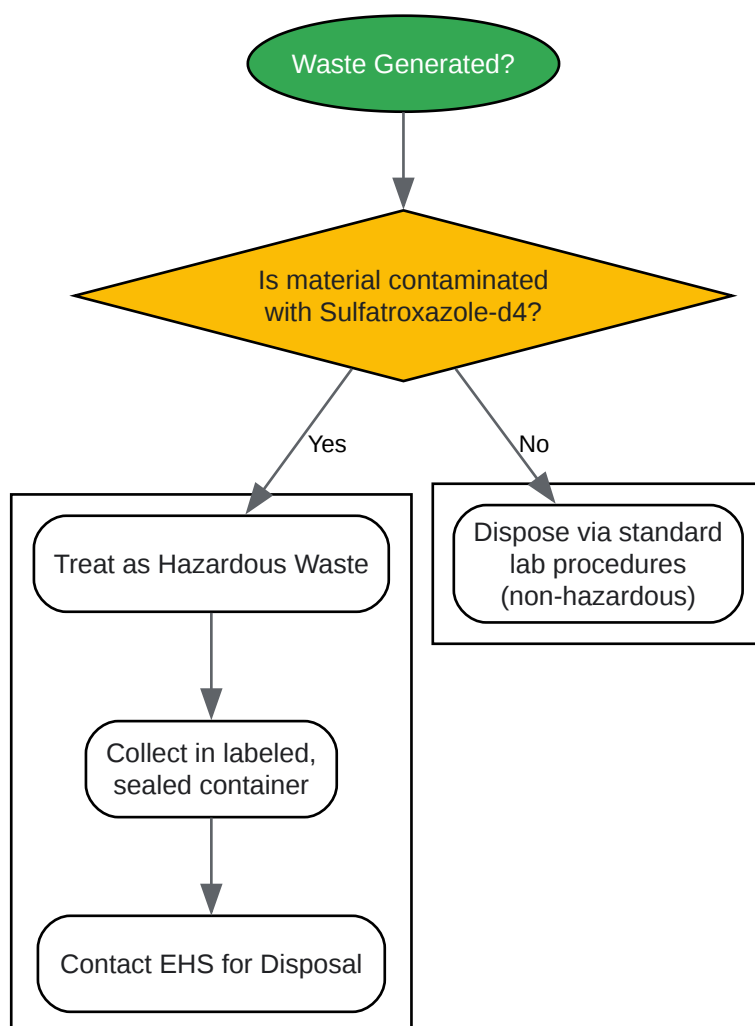 Waste Generated?
Is material contaminated
with Sulfatroxazole-d4?
Yes
No
Treat as Hazardous Waste
Dispose via standard
lab procedures
(non-hazardous)
Collect in labeled,
sealed container
Contact EHS for Disposal